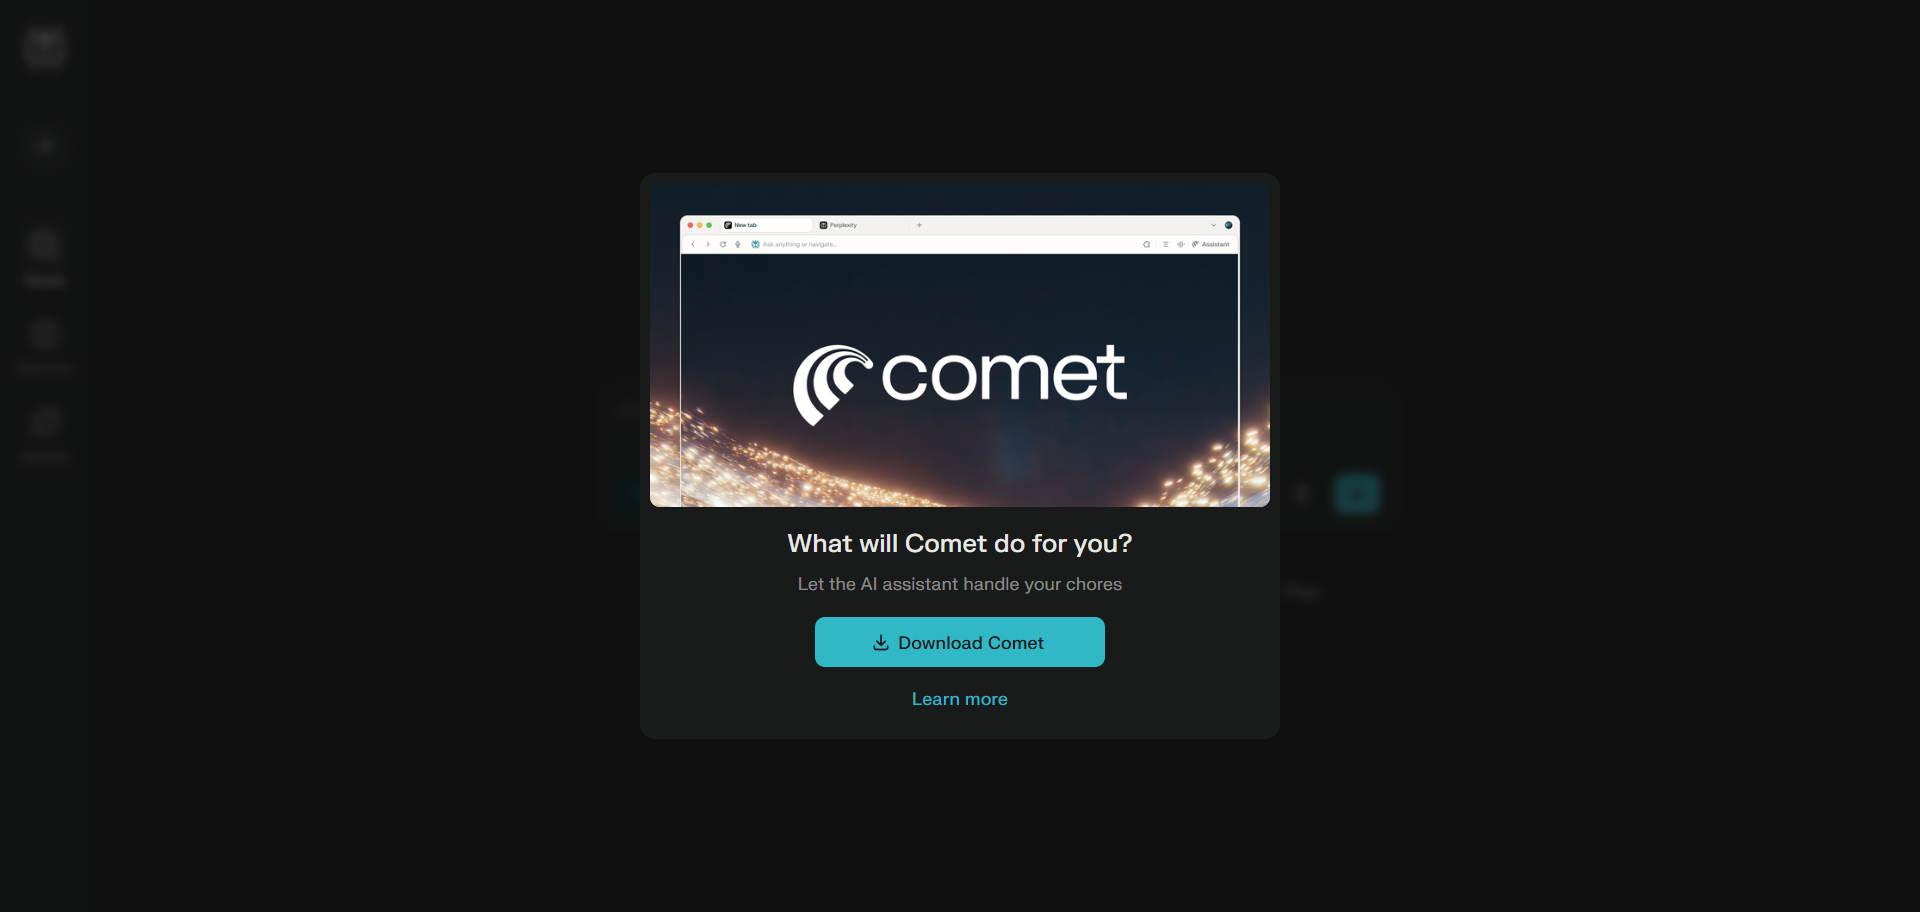 New tab
Perplexity
Ask anything or navigate...
Assistant
comet
What will Comet do for you?
Let the AI assistant handle your chores
Download Comet
Learn more